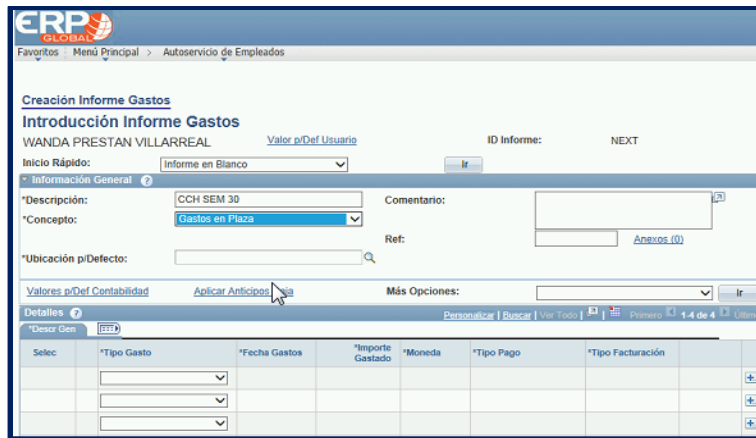 ERP
GLOBAL
Favoritos Menú Principal > Autoservicio de Empleados
Creación Informe Gastos
Introducción Informe Gastos
WANDA PRESTAN VILLARREAL Valor p/Def Usuario ID Informe: NEXT
Inicio Rápido: Informe en Blanco Ir
Información General
*Descripción: CCH SEM 30 Comentario:
*Concepto: Gastos en Plaza
Ref: Anexos (0)
*Ubicación p/Defecto:
Valores p/Def Contabilidad Aplicar Anticipos Más Opciones: Ir
Detalles Personalizar | Buscar | Ver Todo | Primero 1-4 de 4
*Descr Gen
Selec *Tipo Gasto *Fecha Gastos *Importe Gastado *Moneda *Tipo Pago *Tipo Facturación